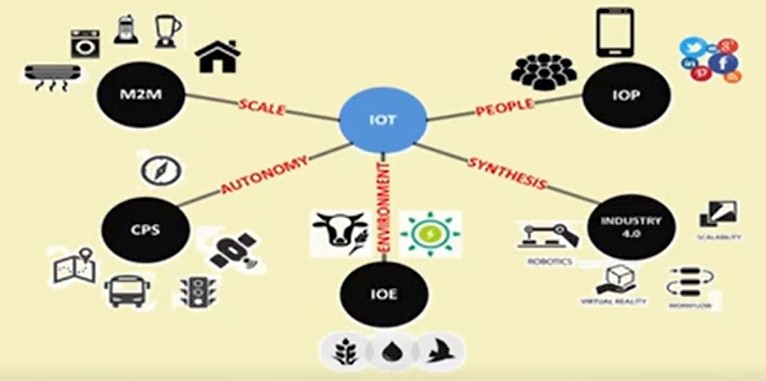 M2M
SCALE
IOT
PEOPLE
IOP
AUTONOMY
ENVIRONMENT
SYNTHESIS
CPS
INDUSTRY
4.0
SCALABILITY
ROBOTICS
IOE
VIRTUAL REALITY
WORKFLOW